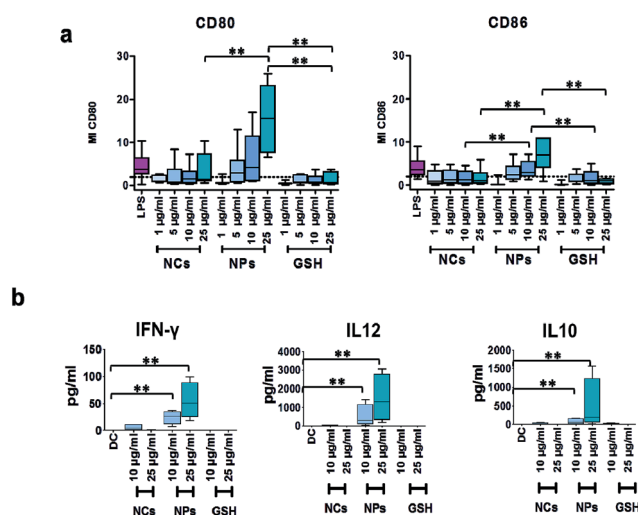 a
CD80
CD86
MI CD80
30
20
10
0
**
**
**
LPS
1 µg/ml
5 µg/ml
10 µg/ml
25 µg/ml
1 µg/ml
5 µg/ml
10 µg/ml
25 µg/ml
1 µg/ml
5 µg/ml
10 µg/ml
25 µg/ml
NCs
NPs
GSH
MI CD86
30
20
10
0
**
**
**
**
LPS
1 µg/ml
5 µg/ml
10 µg/ml
25 µg/ml
1 µg/ml
5 µg/ml
10 µg/ml
25 µg/ml
1 µg/ml
5 µg/ml
10 µg/ml
25 µg/ml
NCs
NPs
GSH
b
IFN-γ
pg/ml
150
100
50
0
**
**
DC
10 µg/ml
25 µg/ml
10 µg/ml
25 µg/ml
10 µg/ml
25 µg/ml
NCs
NPs
GSH
IL12
pg/ml
4000
3000
2000
1000
0
**
**
DC
10 µg/ml
25 µg/ml
10 µg/ml
25 µg/ml
10 µg/ml
25 µg/ml
NCs
NPs
GSH
IL10
pg/ml
2000
1500
1000
500
0
**
**
DC
10 µg/ml
25 µg/ml
10 µg/ml
25 µg/ml
10 µg/ml
25 µg/ml
NCs
NPs
GSH